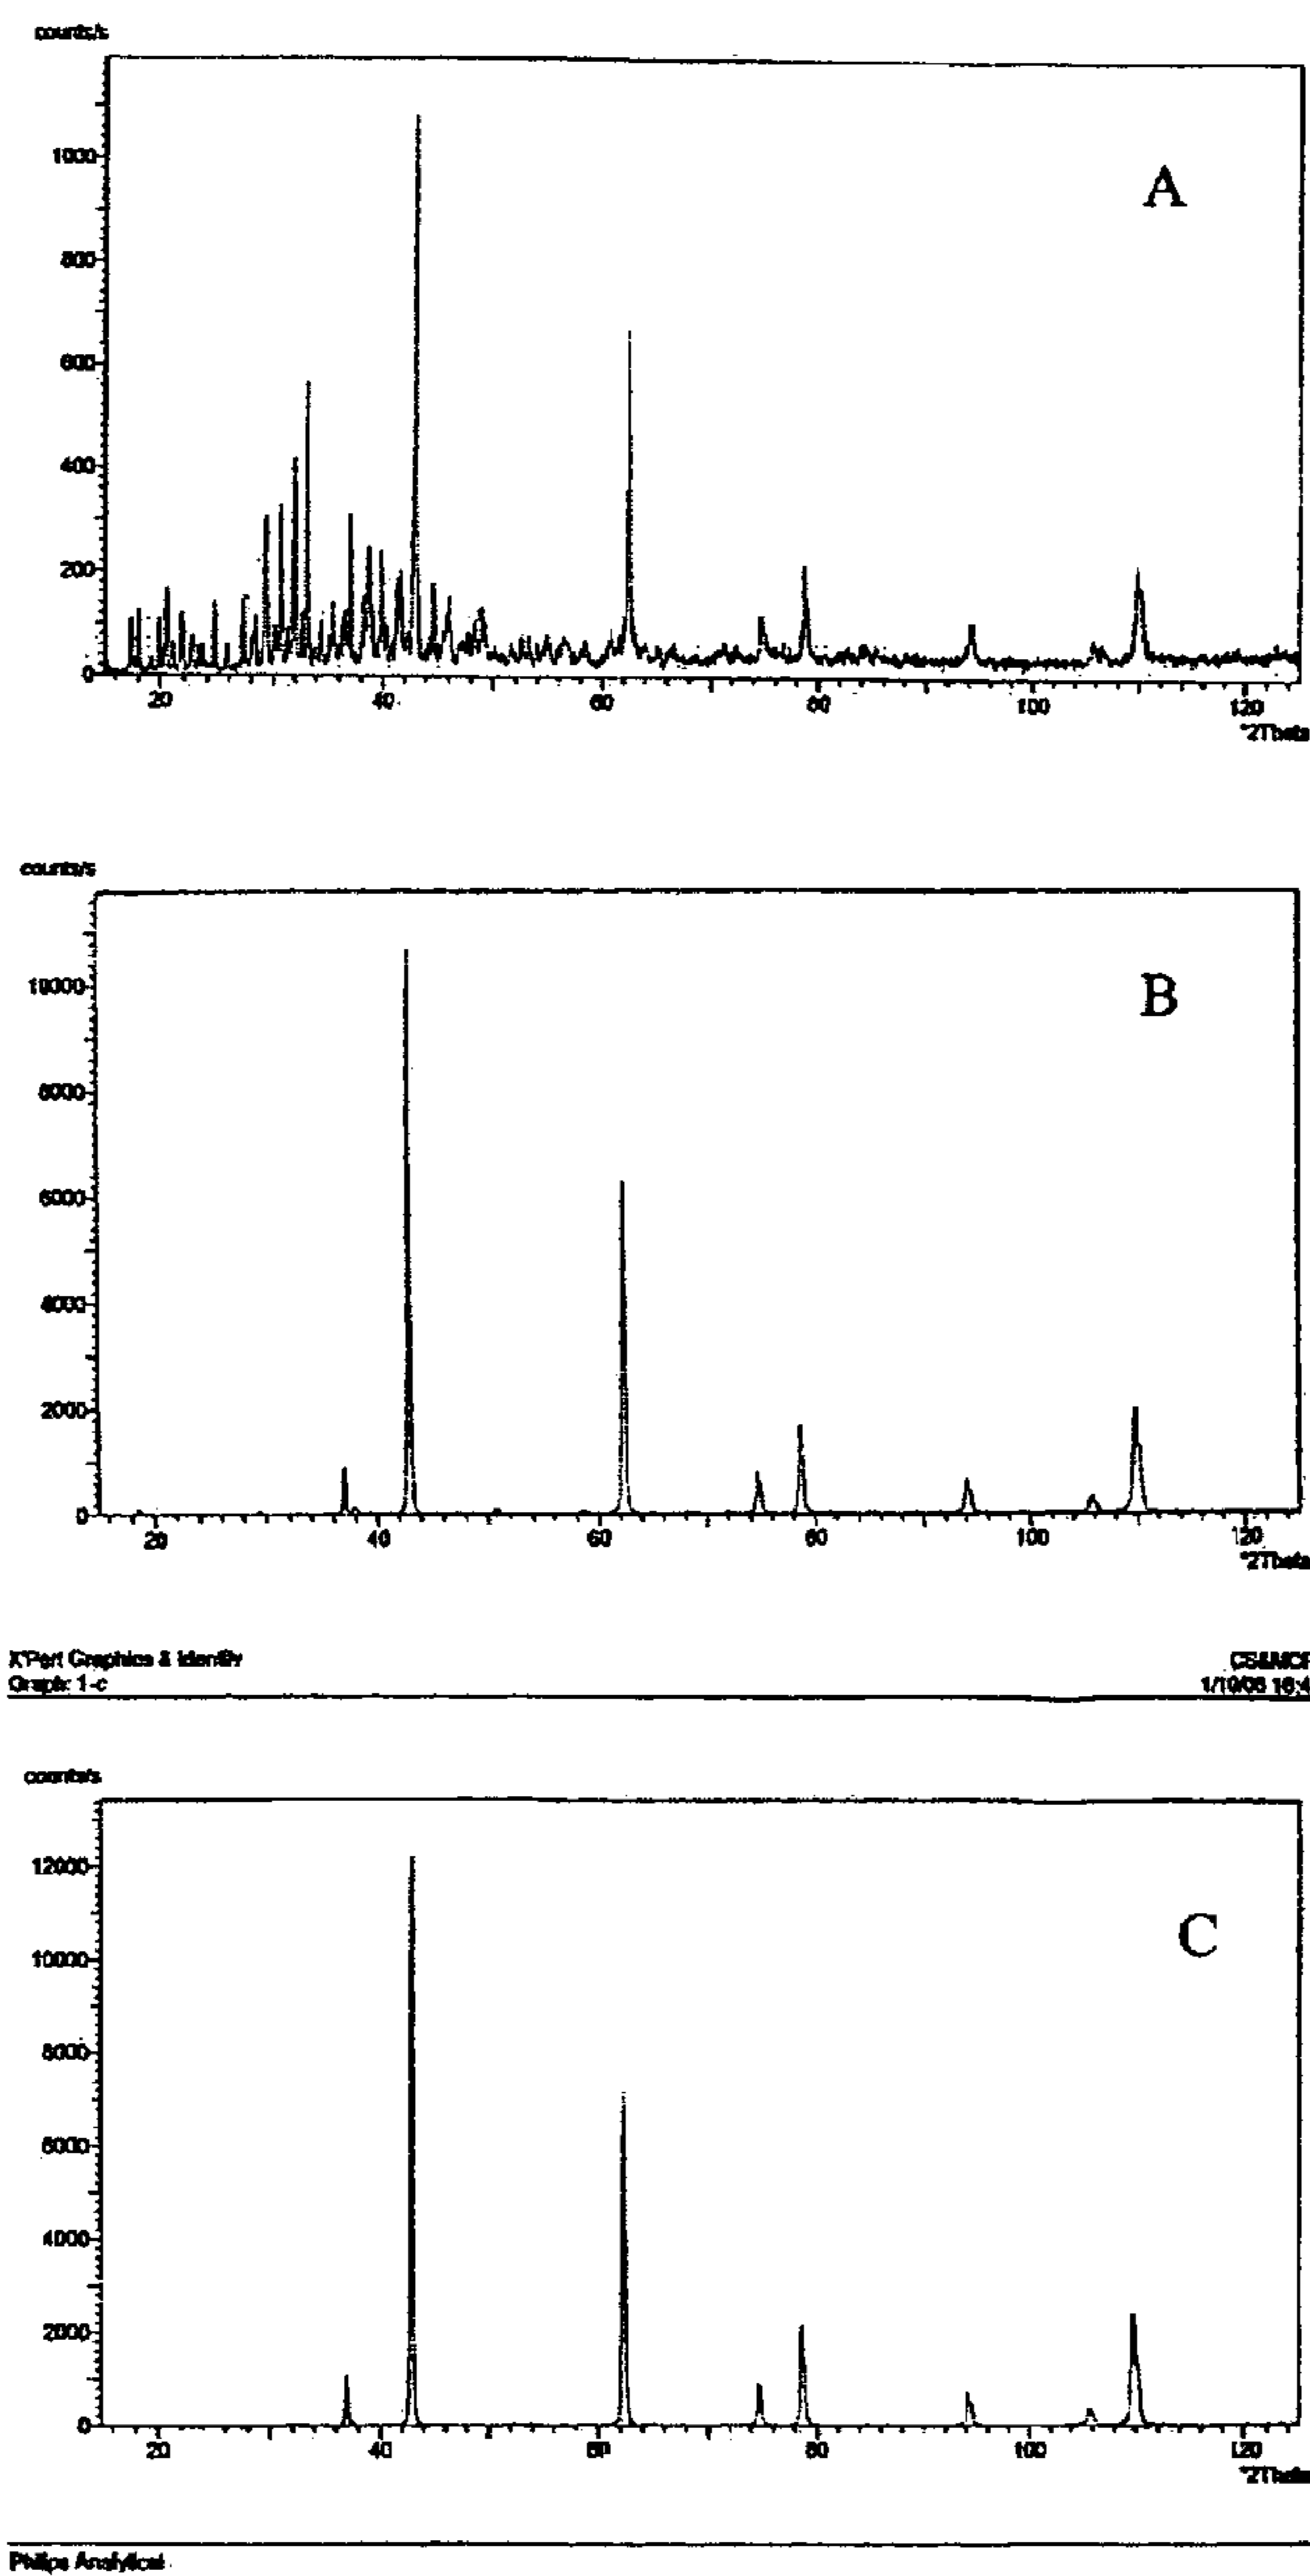 counts/s
1000
800
600
400
200
0
A
20 40 60 80 100 120
°2Theta
counts/s
10000
8000
6000
4000
2000
0
B
20 40 60 80 100 120
°2Theta
X'Pert Graphics & Identify
Graph: 1-c
counts/s
12000
10000
8000
6000
4000
2000
0
C
20 40 60 80 100 120
°2Theta
Philips Analytical